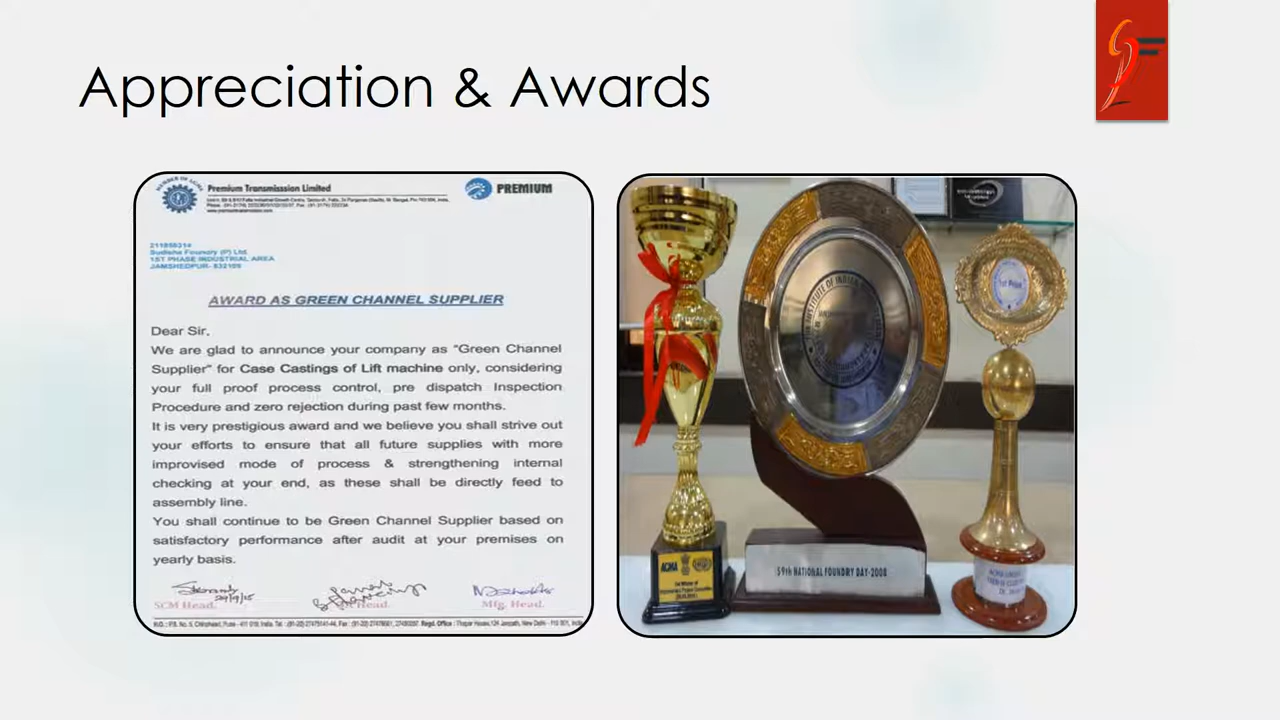 Appreciation & Awards
Premium Transmisssion Limited
PREMIUM
211888314
Sudisha Foundry (P) Ltd.
1ST PHASE INDUSTRIAL AREA
JAMSHEDPUR- 832109
AWARD AS GREEN CHANNEL SUPPLIER
Dear Sir,
We are glad to announce your company as "Green Channel
Supplier" for Case Castings of Lift machine only, considering
your full proof process control, pre dispatch Inspection
Procedure and zero rejection during past few months.
It is very prestigious award and we believe you shall strive out
your efforts to ensure that all future supplies with more
improvised mode of process & strengthening internal
checking at your end, as these shall be directly feed to
assembly line.
You shall continue to be Green Channel Supplier based on
satisfactory performance after audit at your premises on
yearly basis.
SCM Head.
Head.
Mfg. Head.
ACMA
59th NATIONAL FOUNDRY DAY-2008